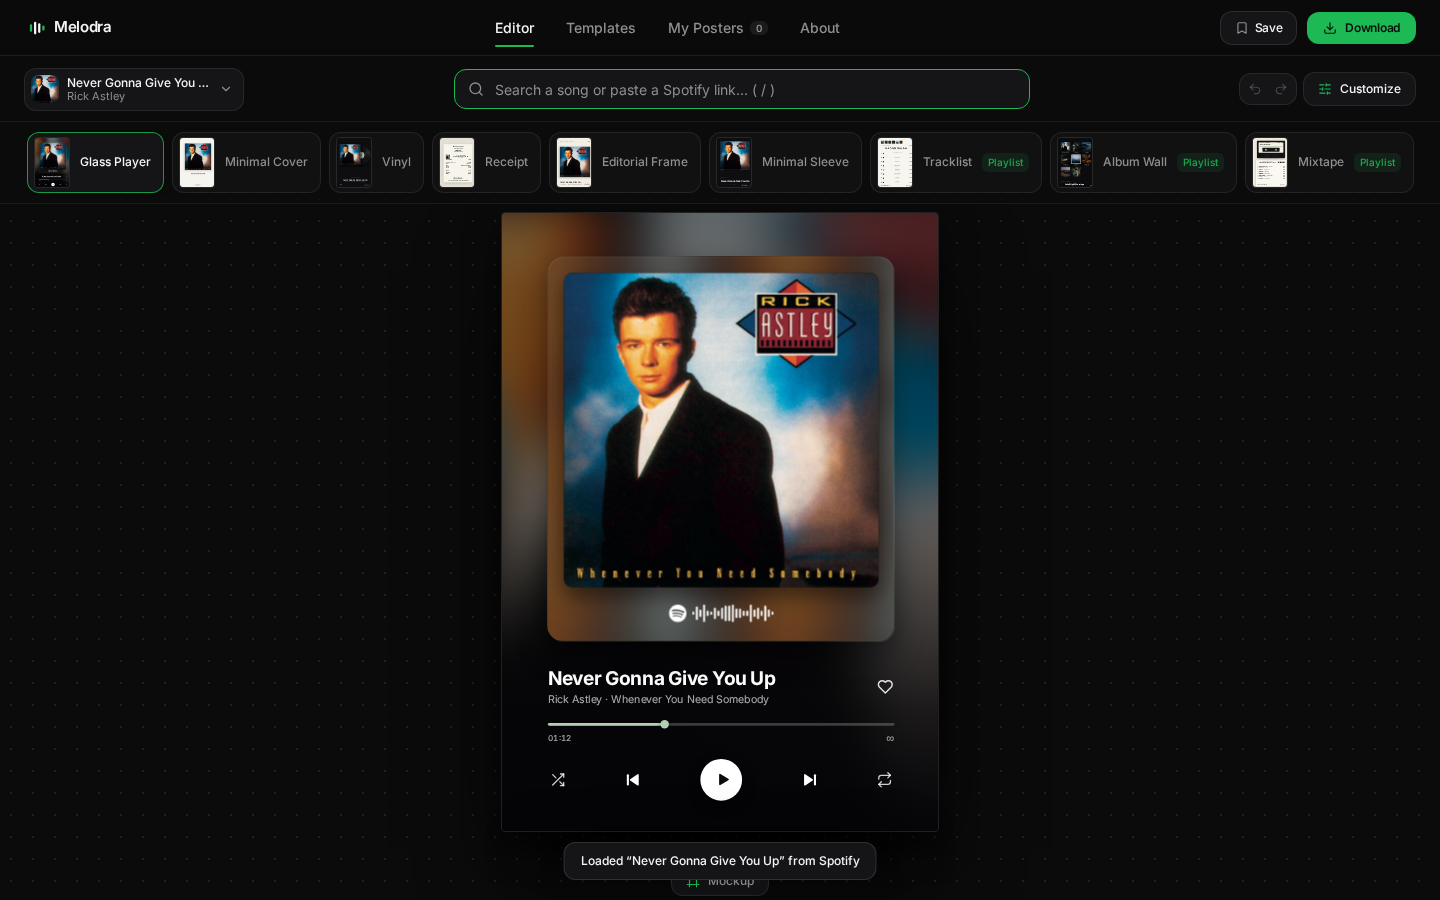 Melodra
Editor
Templates
My Posters 0
About
Save
Download
Never Gonna Give You ...
Rick Astley
Search a song or paste a Spotify link... ( / )
Customize
Glass Player
Minimal Cover
Vinyl
Receipt
Editorial Frame
Minimal Sleeve
Tracklist Playlist
Album Wall Playlist
Mixtape Playlist
RICK
ASTLEY
Whenever You Need Somebody
Never Gonna Give You Up
Rick Astley · Whenever You Need Somebody
01:12
∞
Loaded “Never Gonna Give You Up” from Spotify
Mockup